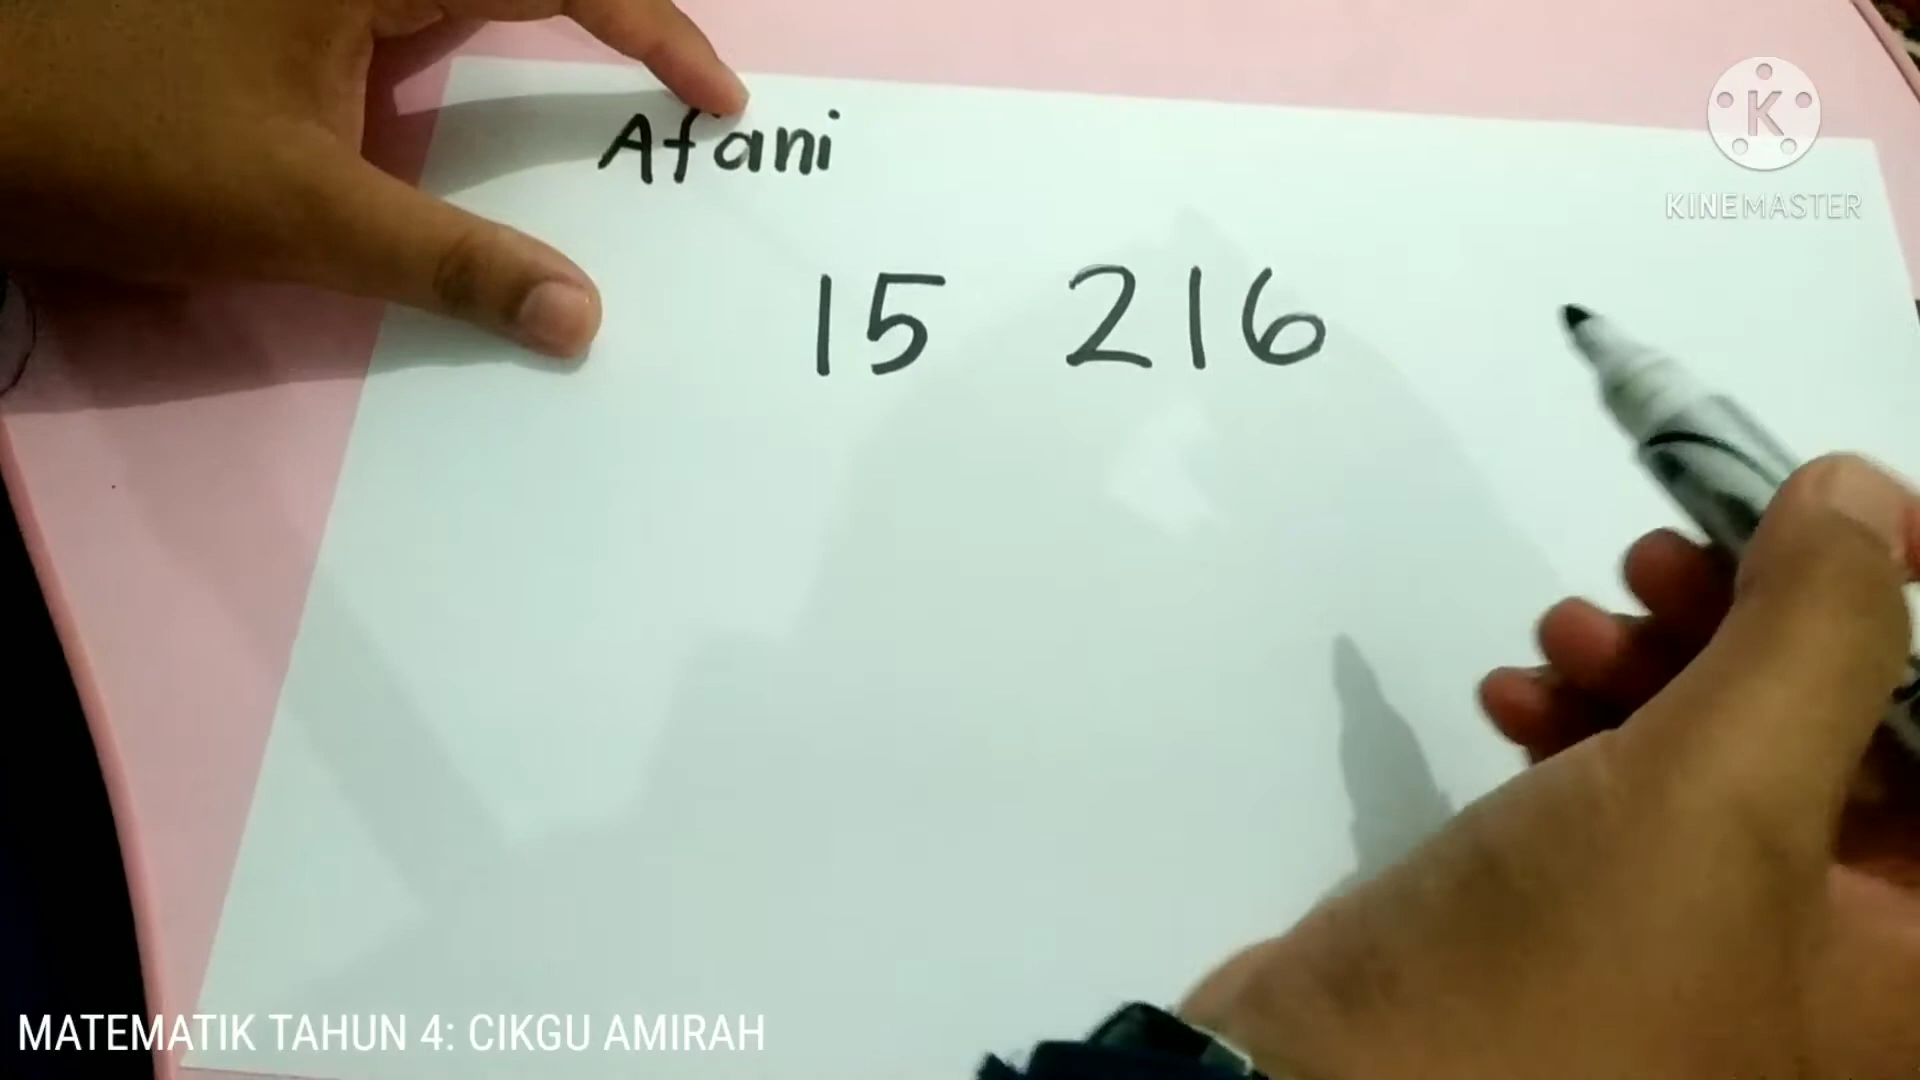 Afani
15 216
K
KINEMASTER
MATEMATIK TAHUN 4: CIKGU AMIRAH